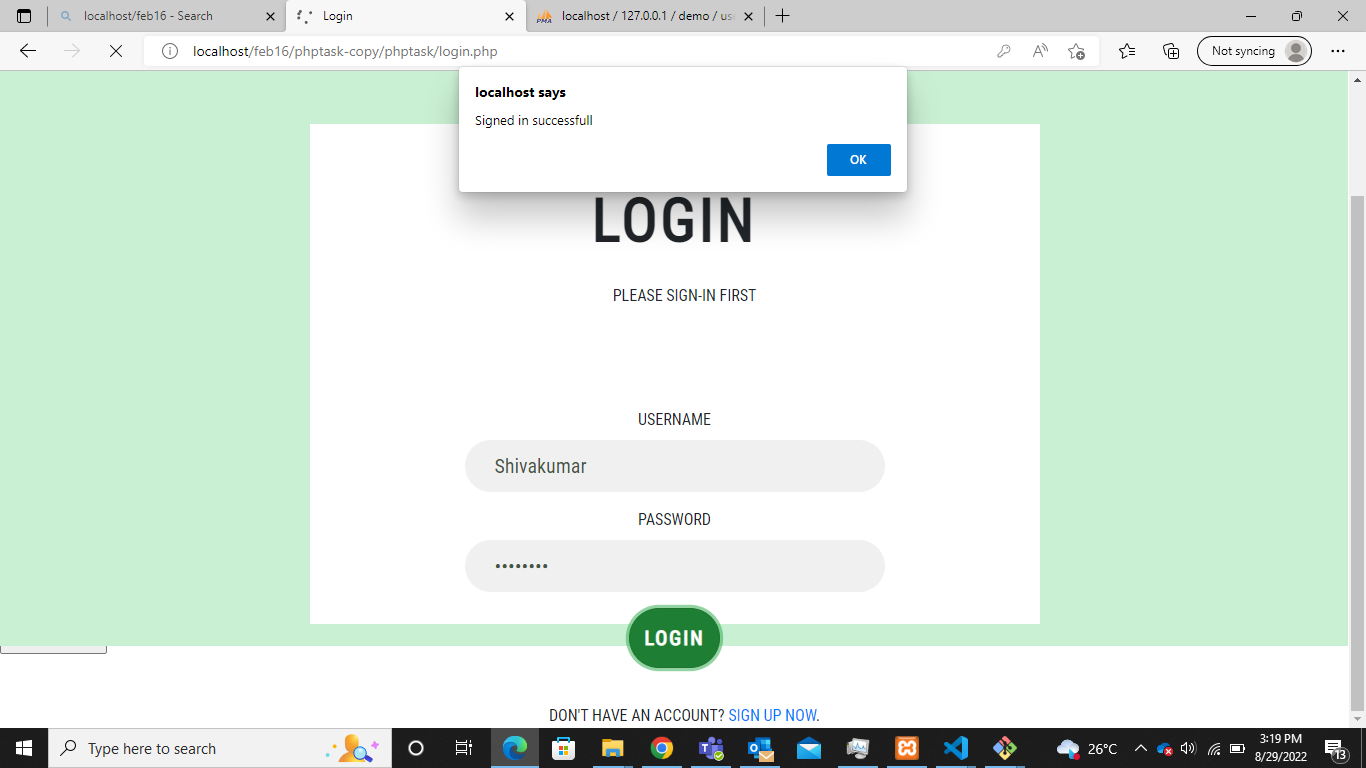 localhost/feb16 - Search
Login
PMA
localhost / 127.0.0.1 / demo / use
localhost/feb16/phptask-copy/phptask/login.php
Not syncing
localhost says
Signed in successfull
OK
LOGIN
PLEASE SIGN-IN FIRST
USERNAME
Shivakumar
PASSWORD
LOGIN
DON'T HAVE AN ACCOUNT? SIGN UP NOW.
Type here to search
26°C
3:19 PM
8/29/2022
13